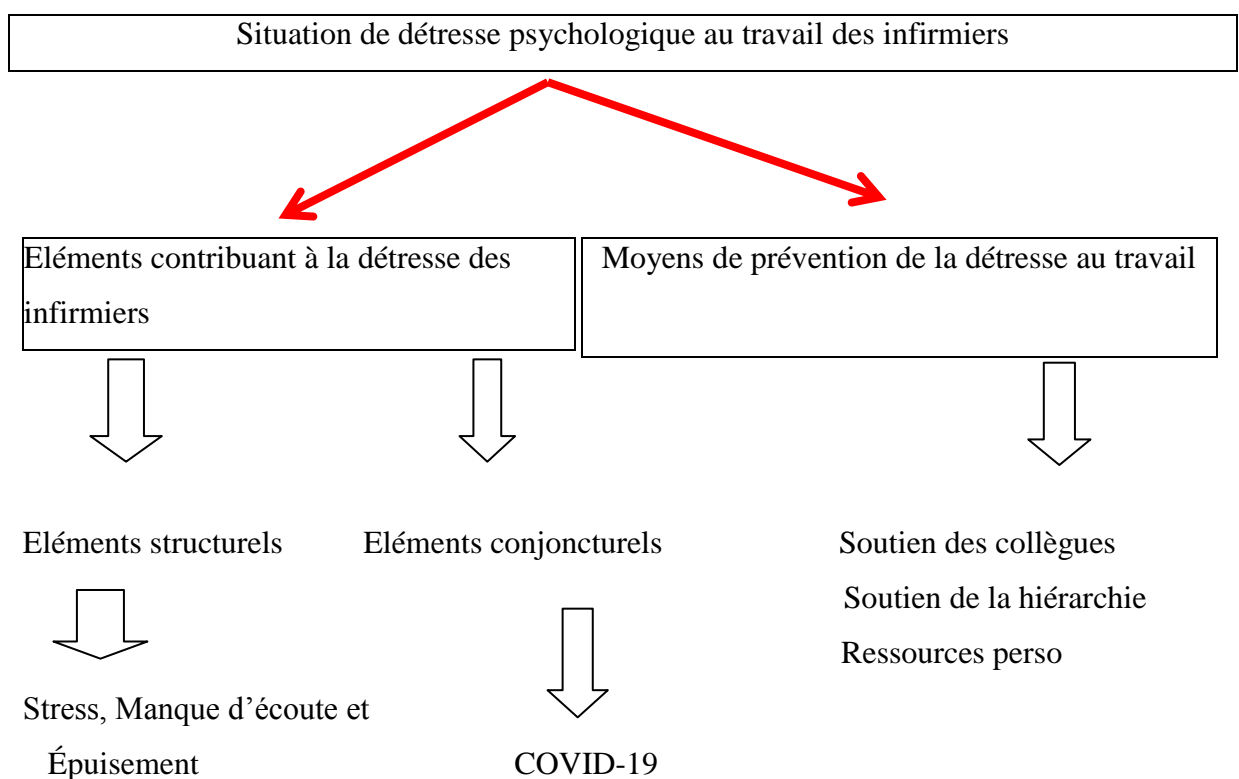 Situation de détresse psychologique au travail des infirmiers
Eléments contribuant à la détresse des
infirmiers
Moyens de prévention de la détresse au travail
Eléments structurels
Eléments conjoncturels
Soutien des collègues
Soutien de la hiérarchie
Ressources perso
Stress, Manque d’écoute et
Épuisement
COVID-19